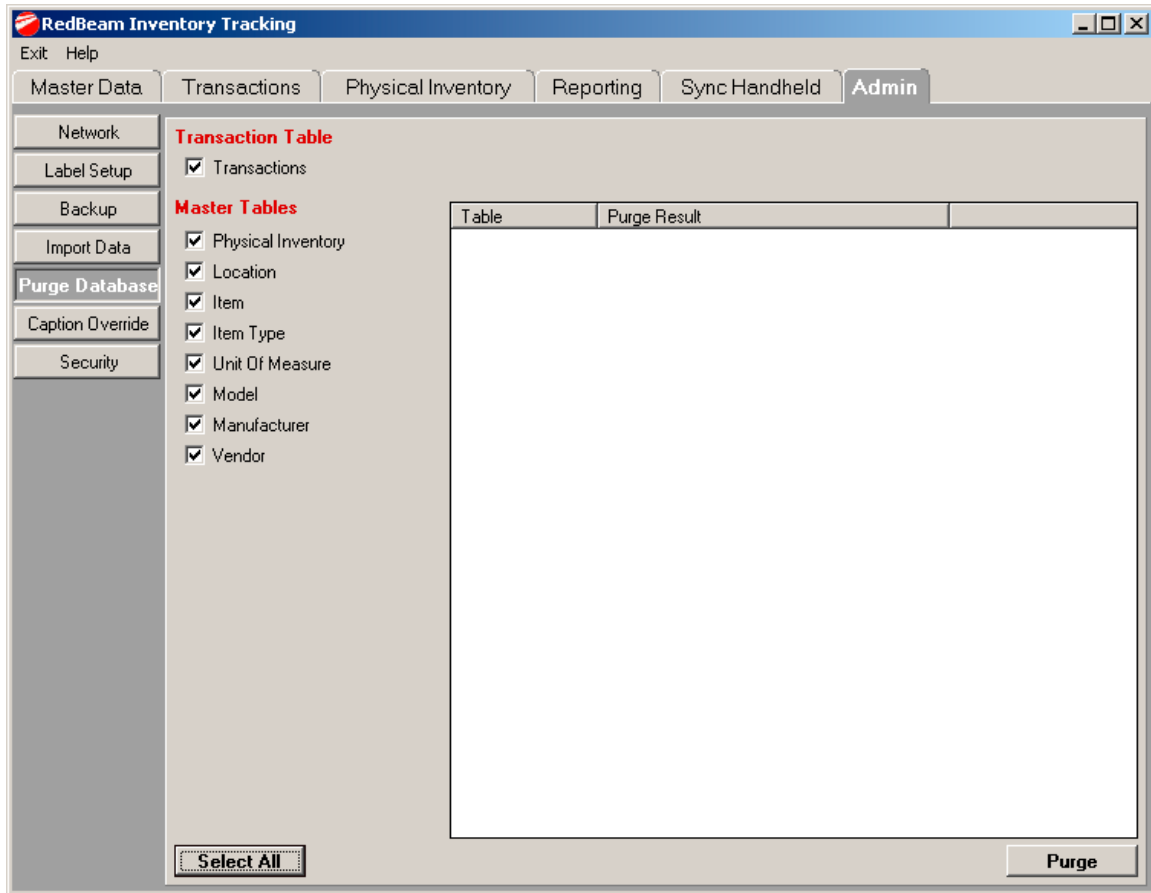 RedBeam Inventory Tracking
Exit Help
Master Data Transactions Physical Inventory Reporting Sync Handheld Admin
Network
Label Setup
Backup
Import Data
Purge Database
Caption Override
Security
Transaction Table
Transactions
Master Tables
Physical Inventory
Location
Item
Item Type
Unit Of Measure
Model
Manufacturer
Vendor
Table Purge Result
Select All
Purge